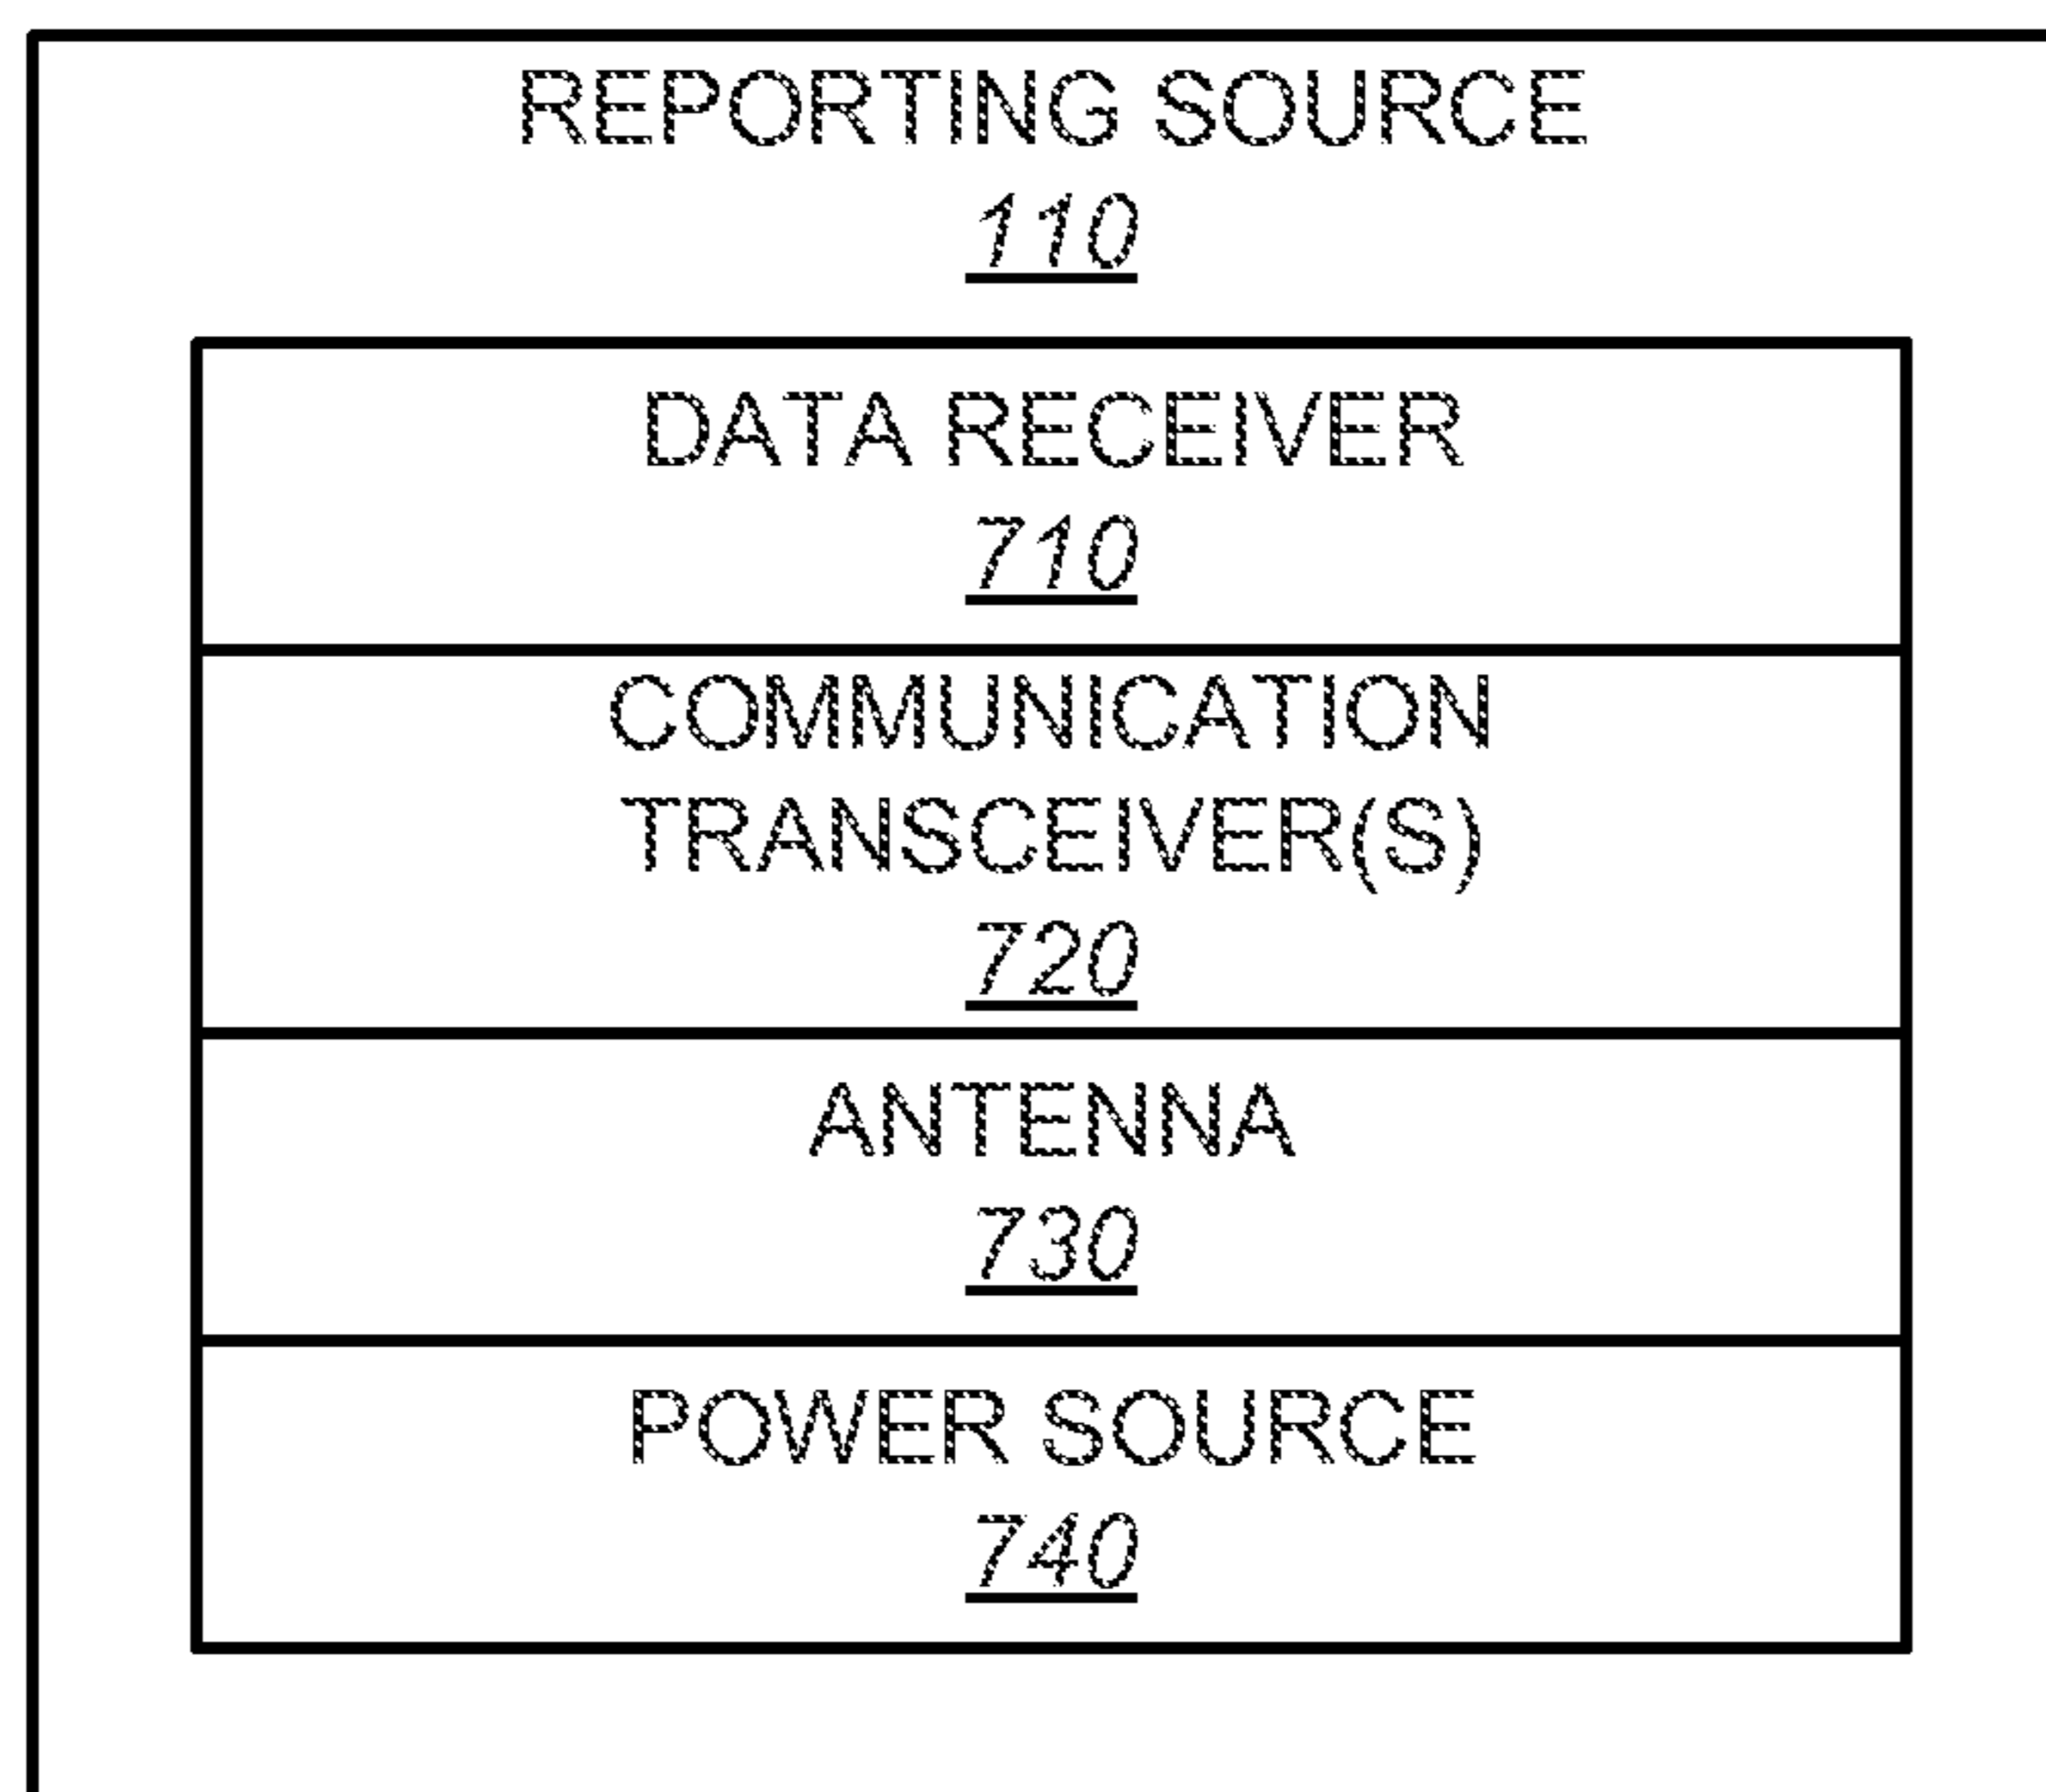 REPORTING SOURCE
110
DATA RECEIVER
710
COMMUNICATION
TRANSCEIVER(S)
720
ANTENNA
730
POWER SOURCE
740